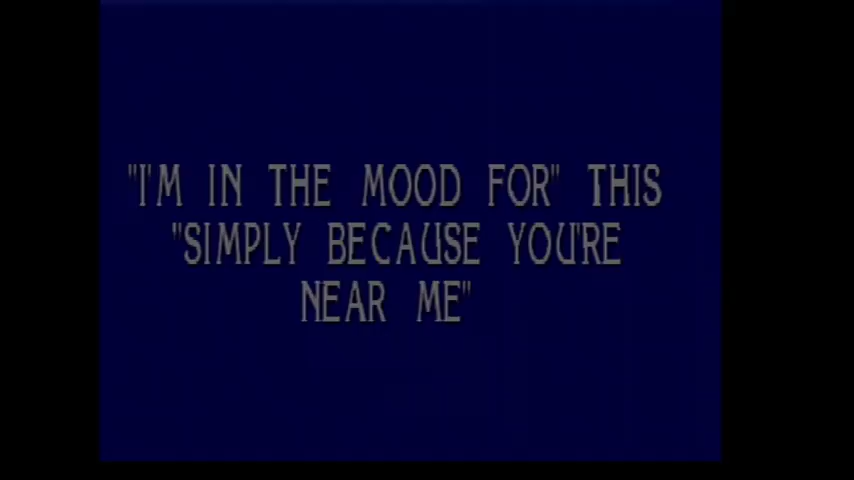 "I'M IN THE MOOD FOR" THIS
"SIMPLY BECAUSE YOU'RE
NEAR ME"